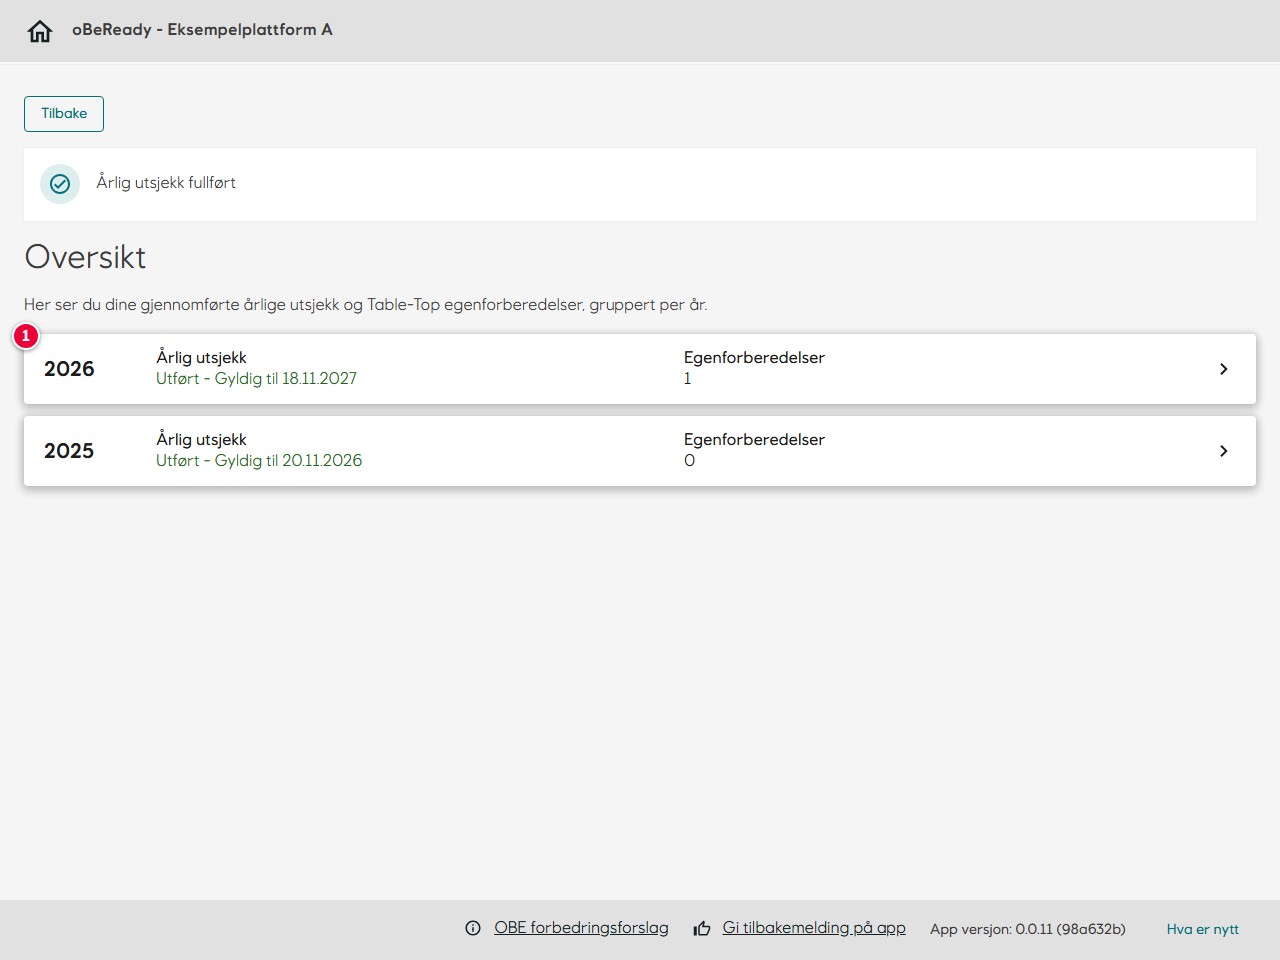 oBeReady - Eksempelplattform A
Tilbake
Årlig utsjekk fullført
Oversikt
Her ser du dine gjennomførte årlige utsjekk og Table-Top egenforberedelser, gruppert per år.
1
2026
Årlig utsjekk
Utført - Gyldig til 18.11.2027
Egenforberedelser
1
2025
Årlig utsjekk
Utført - Gyldig til 20.11.2026
Egenforberedelser
0
OBE forbedringsforslag
Gi tilbakemelding på app
App versjon: 0.0.11 (98a632b)
Hva er nytt